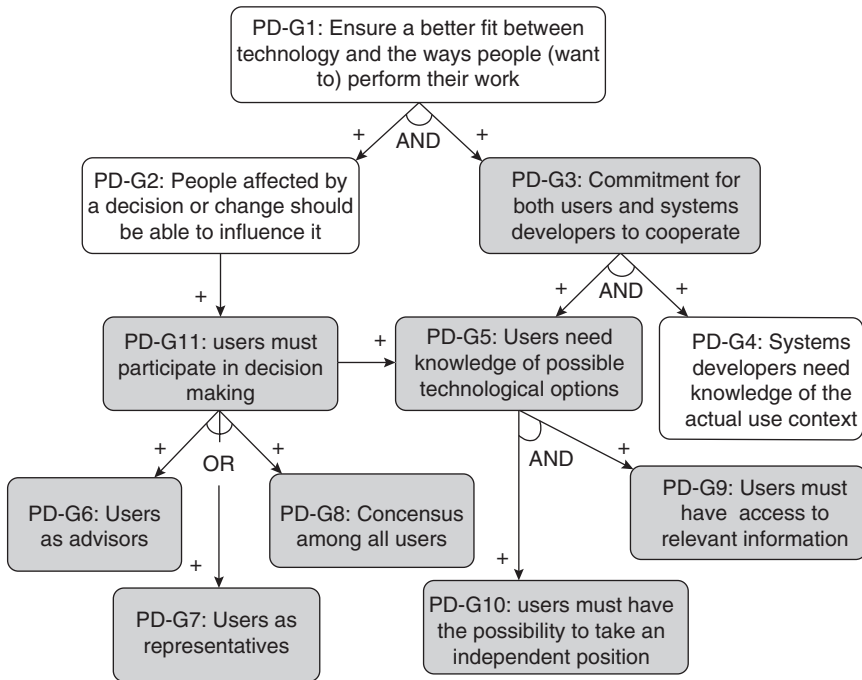 PD-G1: Ensure a better fit between
technology and the ways people (want
to) perform their work
+
AND
+
PD-G2: People affected by
a decision or change should
be able to influence it
PD-G3: Commitment for
both users and systems
developers to cooperate
+
+
AND
+
PD-G11: users must
participate in decision
making
+
PD-G5: Users need
knowledge of possible
technological options
PD-G4: Systems
developers need
knowledge of the
actual use context
+
OR
+
AND
+
PD-G6: Users
as advisors
PD-G8: Concensus
among all users
PD-G9: Users must
have access to
relevant information
+
+
PD-G7: Users as
representatives
PD-G10: users must have
the possibility to take an
independent position